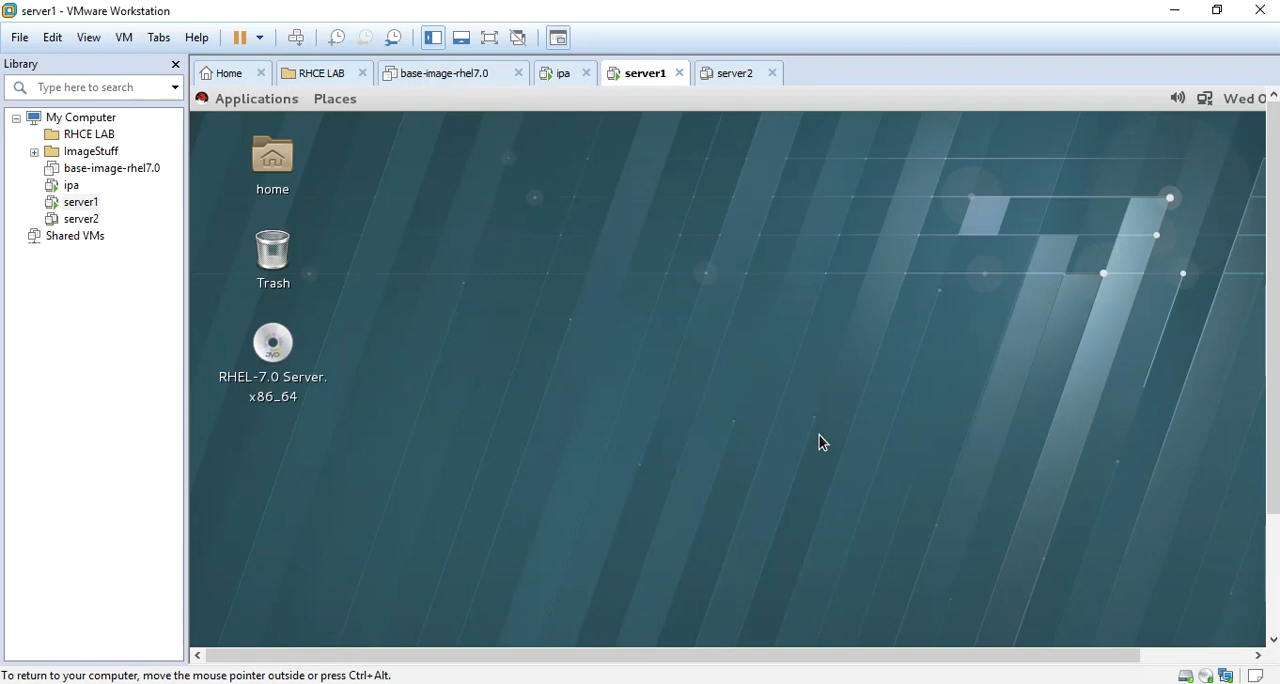 server1 - VMware Workstation
File Edit View VM Tabs Help
Library
Type here to search
Home
RHCE LAB
base-image-rhel7.0
ipa
server1
server2
My Computer
RHCE LAB
ImageStuff
base-image-rhel7.0
ipa
server1
server2
Shared VMs
Applications Places
Wed O
home
Trash
RHEL-7.0 Server.
x86_64
To return to your computer, move the mouse pointer outside or press Ctrl+Alt.